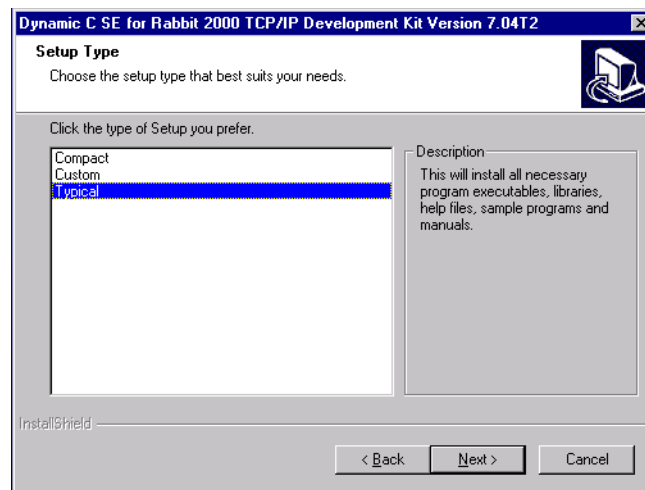 Dynamic C SE for Rabbit 2000 TCP/IP Development Kit Version 7.04T2
Setup Type
Choose the setup type that best suits your needs.
Click the type of Setup you prefer.
Compact
Custom
Typical
Description
This will install all necessary
program executables, libraries,
help files, sample programs and
manuals.
InstallShield
< Back
Next >
Cancel